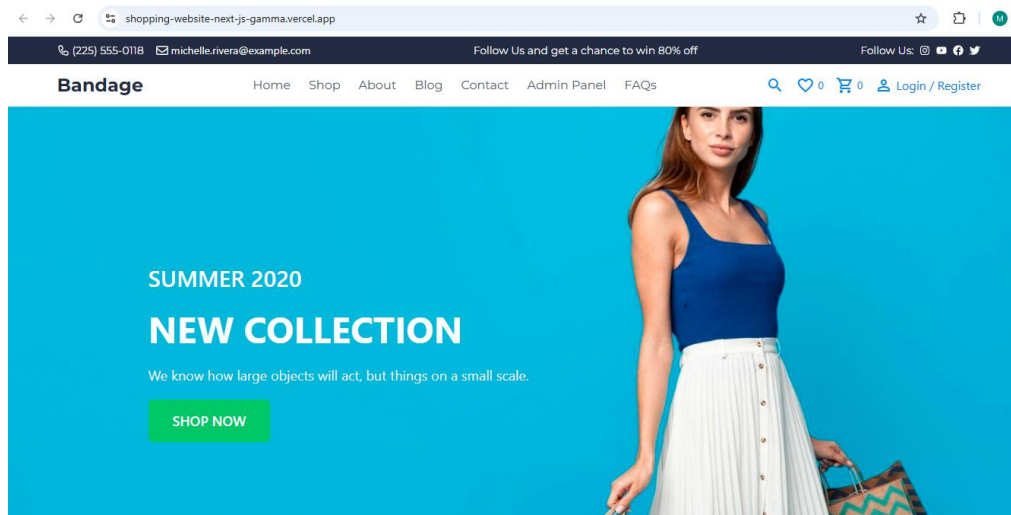 shopping-website-next-js-gamma.vercel.app
M
(225) 555-0118 michelle.rivera@example.com Follow Us and get a chance to win 80% off Follow Us:
Bandage Home Shop About Blog Contact Admin Panel FAQs 0 0 Login / Register
SUMMER 2020
NEW COLLECTION
We know how large objects will act, but things on a small scale.
SHOP NOW